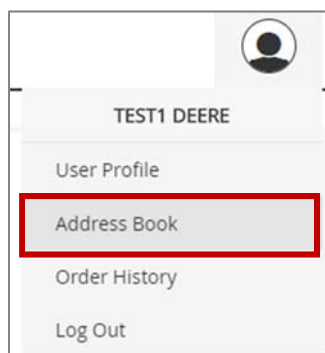 TEST1 DEERE
User Profile
Address Book
Order History
Log Out